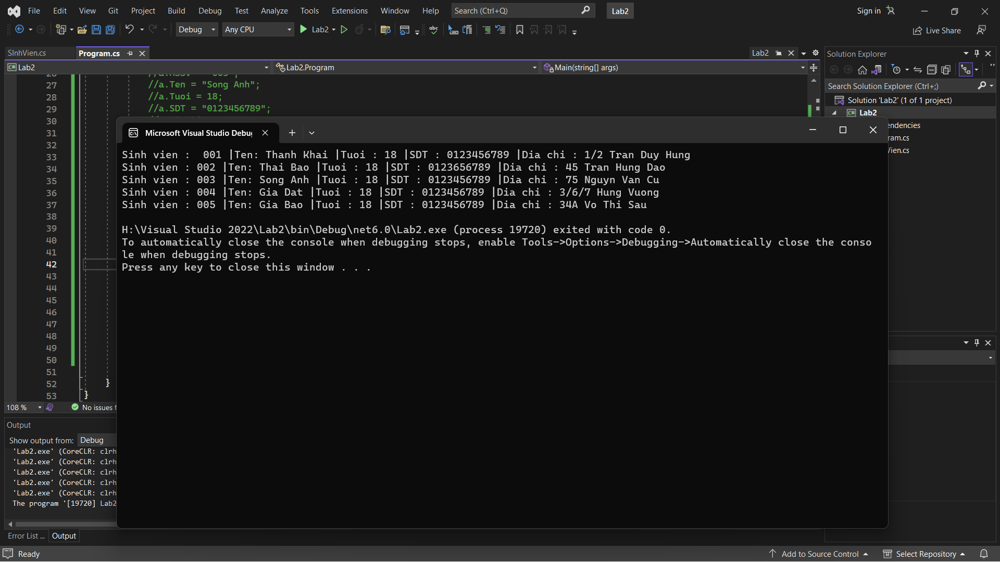 File Edit View Git Project Build Debug Test Analyze Tools Extensions Window Help Search (Ctrl+Q) Lab2 Sign in
Debug Any CPU Lab2 Live Share
SInhVien.cs Program.cs Lab2 Solution Explorer
Lab2 Lab2.Program Main(string[] args)
Search Solution Explorer (Ctrl+;)
Solution 'Lab2' (1 of 1 project)
Lab2
endencies
ram.cs
Vien.cs
27 //a.Ten = "Song Anh";
28 //a.Tuoi = 18;
29 //a.SDT = "0123456789";
30
31
32
33
34
35
36
37
38
39
40
41
42
43
44
45
46
47
48
49
50
51
52 }
53 }
Microsoft Visual Studio Debug
Sinh vien :  001 |Ten: Thanh Khai |Tuoi : 18 |SDT : 0123456789 |Dia chi : 1/2 Tran Duy Hung
Sinh vien : 002 |Ten: Thai Bao |Tuoi : 18 |SDT : 0123656789 |Dia chi : 45 Tran Hung Dao
Sinh vien : 003 |Ten: Song Anh |Tuoi : 18 |SDT : 0123456789 |Dia chi : 75 Nguyn Van Cu
Sinh vien : 004 |Ten: Gia Dat |Tuoi : 18 |SDT : 0123456789 |Dia chi : 3/6/7 Hung Vuong
Sinh vien : 005 |Ten: Gia Bao |Tuoi : 18 |SDT : 0123456789 |Dia chi : 34A Vo Thi Sau
H:\Visual Studio 2022\Lab2\bin\Debug\net6.0\Lab2.exe (process 19720) exited with code 0.
To automatically close the console when debugging stops, enable Tools->Options->Debugging->Automatically close the conso
le when debugging stops.
Press any key to close this window . . .
108 % No issues f
Output
Show output from: Debug
'Lab2.exe' (CoreCLR: clrh
'Lab2.exe' (CoreCLR: clrh
'Lab2.exe' (CoreCLR: clrh
'Lab2.exe' (CoreCLR: clrh
'Lab2.exe' (CoreCLR: clrh
The program '[19720] Lab2
Error List ... Output
Ready Add to Source Control Select Repository